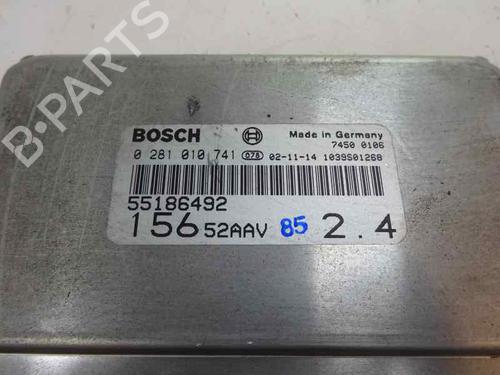 BOSCH Made in Germany
7450 0106
0 281 010 741 078 02-11-14 1039S01268
55186492
156 52AAV 85 2.4
B-PARTS